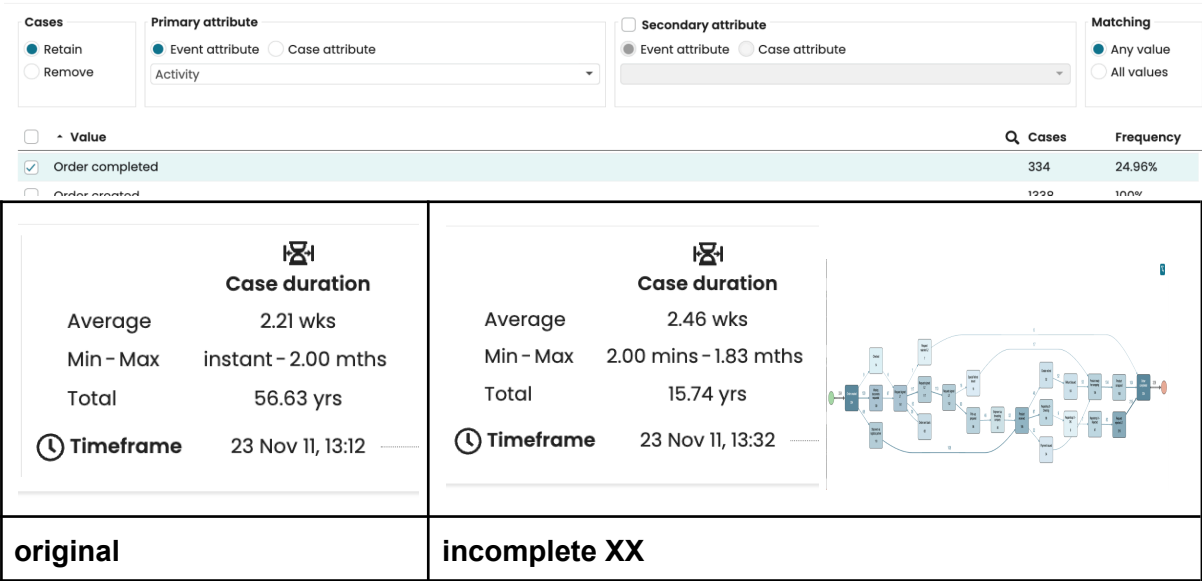 Cases Primary attribute Secondary attribute Matching
Retain Event attribute Case attribute Event attribute Case attribute Any value
Remove Activity All values
Value Cases Frequency
Order completed 334 24.96%
Order created 1338 100%
Case duration
Average 2.21 wks
Min – Max instant – 2.00 mths
Total 56.63 yrs
Timeframe 23 Nov 11, 13:12
Case duration
Average 2.46 wks
Min – Max 2.00 mins – 1.83 mths
Total 15.74 yrs
Timeframe 23 Nov 11, 13:32
original
incomplete XX